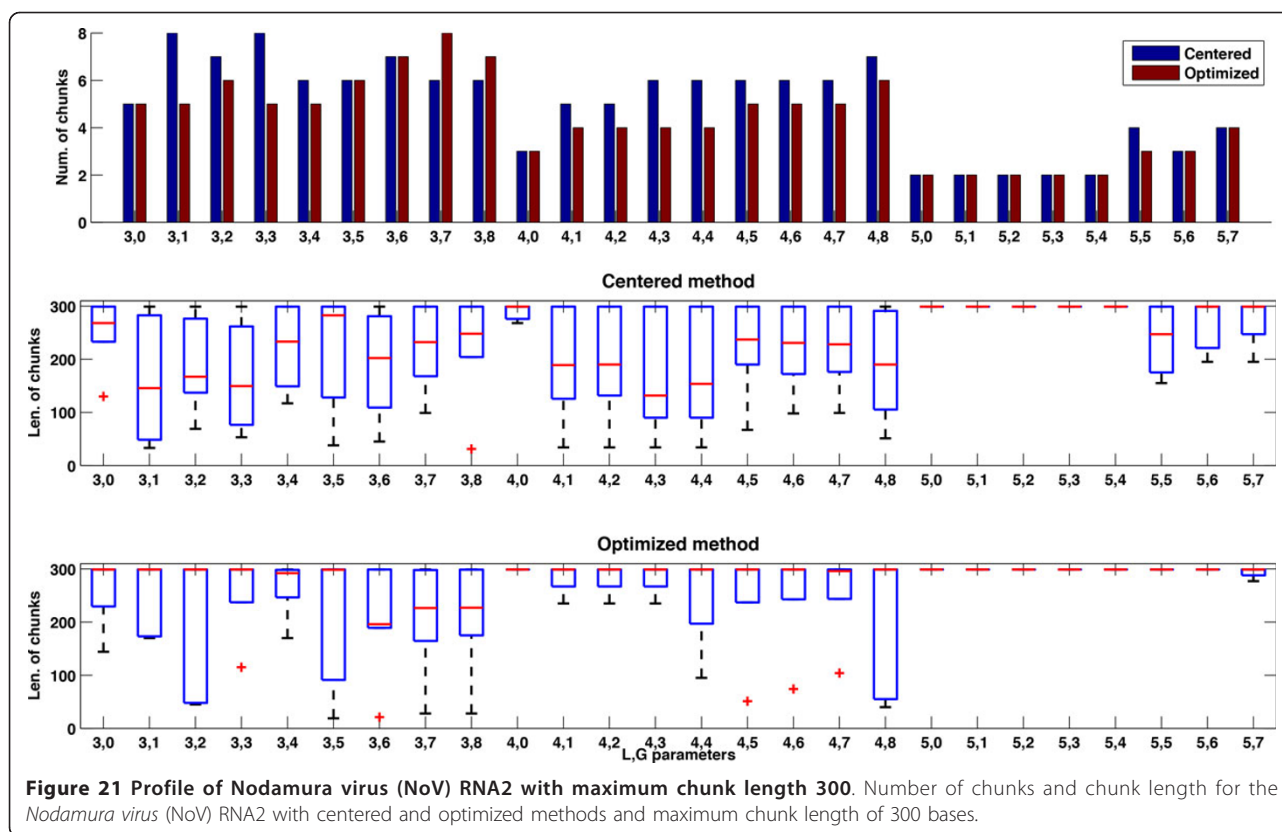 8
6
4
2
0
Num. of chunks
Centered
Optimized
3,0 3,1 3,2 3,3 3,4 3,5 3,6 3,7 3,8 4,0 4,1 4,2 4,3 4,4 4,5 4,6 4,7 4,8 5,0 5,1 5,2 5,3 5,4 5,5 5,6 5,7
Centered method
300
200
100
0
Len. of chunks
3,0 3,1 3,2 3,3 3,4 3,5 3,6 3,7 3,8 4,0 4,1 4,2 4,3 4,4 4,5 4,6 4,7 4,8 5,0 5,1 5,2 5,3 5,4 5,5 5,6 5,7
Optimized method
300
200
100
0
Len. of chunks
3,0 3,1 3,2 3,3 3,4 3,5 3,6 3,7 3,8 4,0 4,1 4,2 4,3 4,4 4,5 4,6 4,7 4,8 5,0 5,1 5,2 5,3 5,4 5,5 5,6 5,7
L,G parameters
Figure 21 Profile of Nodamura virus (NoV) RNA2 with maximum chunk length 300. Number of chunks and chunk length for the
Nodamura virus (NoV) RNA2 with centered and optimized methods and maximum chunk length of 300 bases.